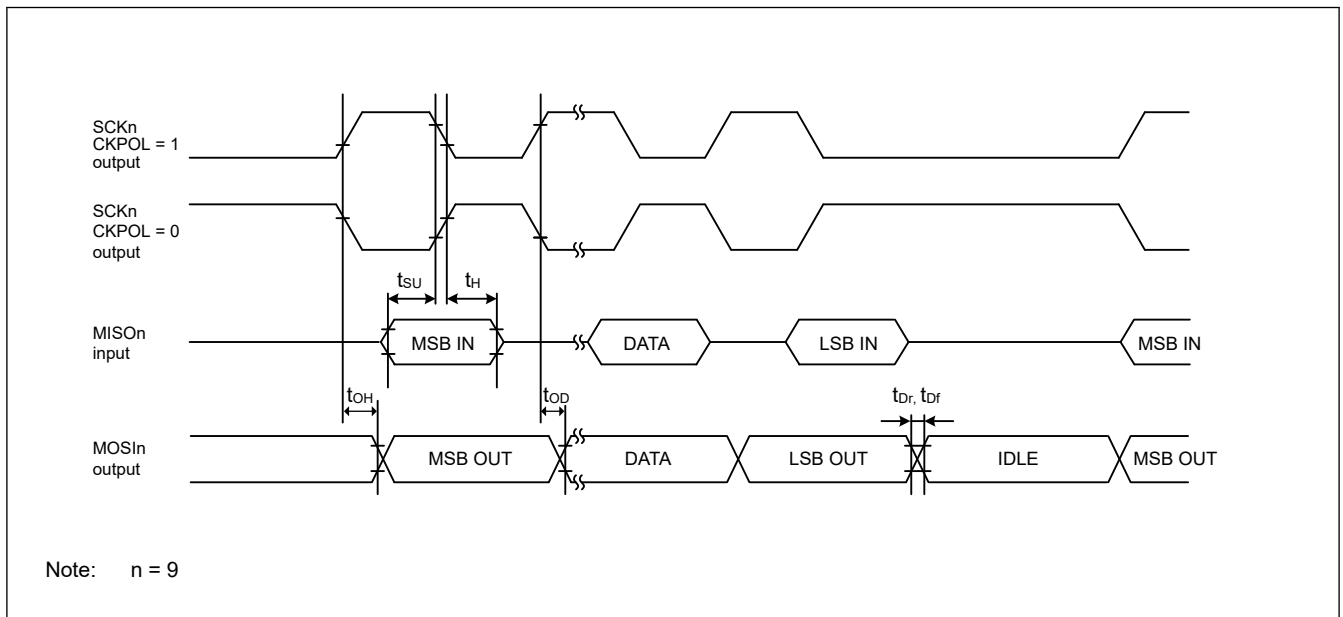 SCKn
CKPOL = 1
output
SCKn
CKPOL = 0
output
tSU
tH
MISOn
input
MSB IN
DATA
LSB IN
MSB IN
tOH
tOD
tDr, tDf
MOSIn
output
MSB OUT
DATA
LSB OUT
IDLE
MSB OUT
Note: n = 9